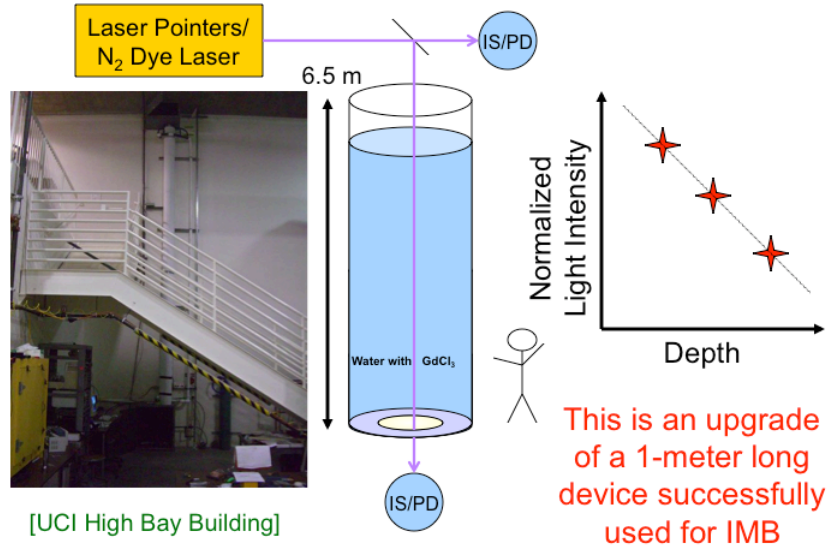 Laser Pointers/
N₂ Dye Laser
IS/PD
6.5 m
Water with GdCl₃
IS/PD
[UCI High Bay Building]
Normalized
Light Intensity
Depth
This is an upgrade
of a 1-meter long
device successfully
used for IMB